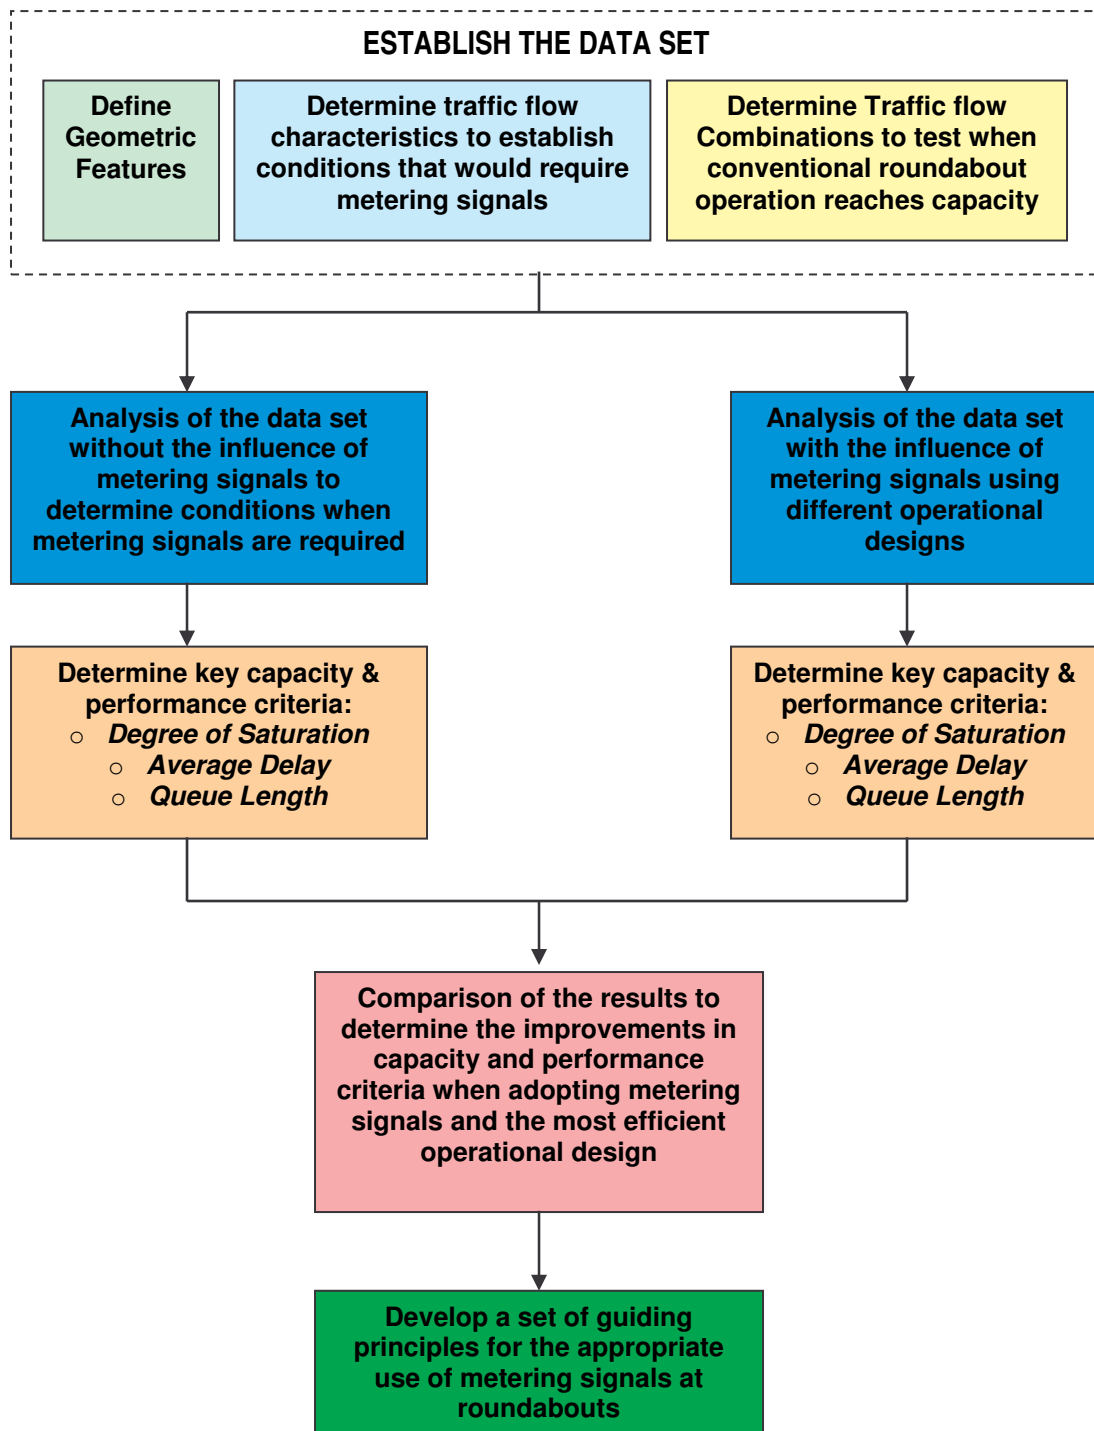 ESTABLISH THE DATA SET
Define
Geometric
Features
Determine traffic flow
characteristics to establish
conditions that would require
metering signals
Determine Traffic flow
Combinations to test when
conventional roundabout
operation reaches capacity
Analysis of the data set
without the influence of
metering signals to
determine conditions when
metering signals are required
Analysis of the data set
with the influence of
metering signals using
different operational
designs
Determine key capacity &
performance criteria:
o Degree of Saturation
o Average Delay
o Queue Length
Determine key capacity &
performance criteria:
o Degree of Saturation
o Average Delay
o Queue Length
Comparison of the results to
determine the improvements in
capacity and performance
criteria when adopting metering
signals and the most efficient
operational design
Develop a set of guiding
principles for the appropriate
use of metering signals at
roundabouts